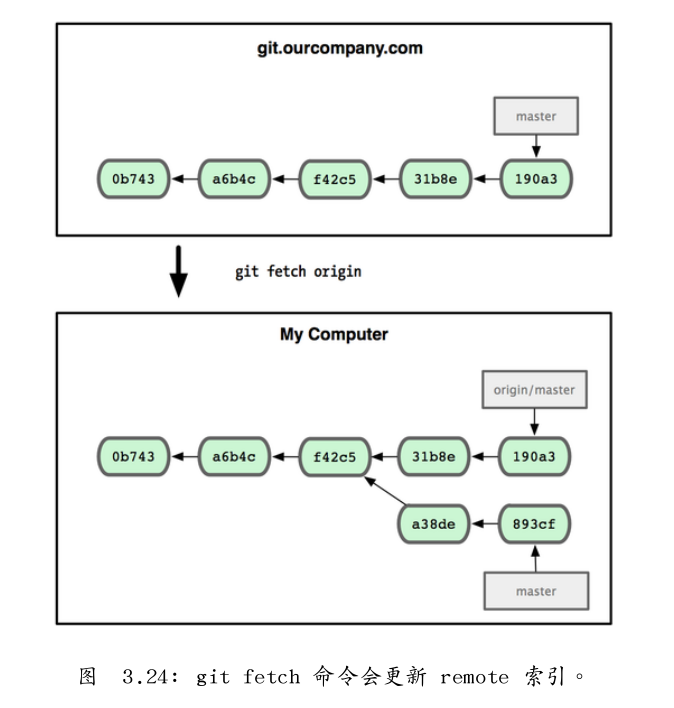 git.ourcompany.com
master
0b743 a6b4c f42c5 31b8e 190a3
git fetch origin
My Computer
origin/master
0b743 a6b4c f42c5 31b8e 190a3
a38de 893cf
master
图 3.24: git fetch 命令会更新 remote 索引。